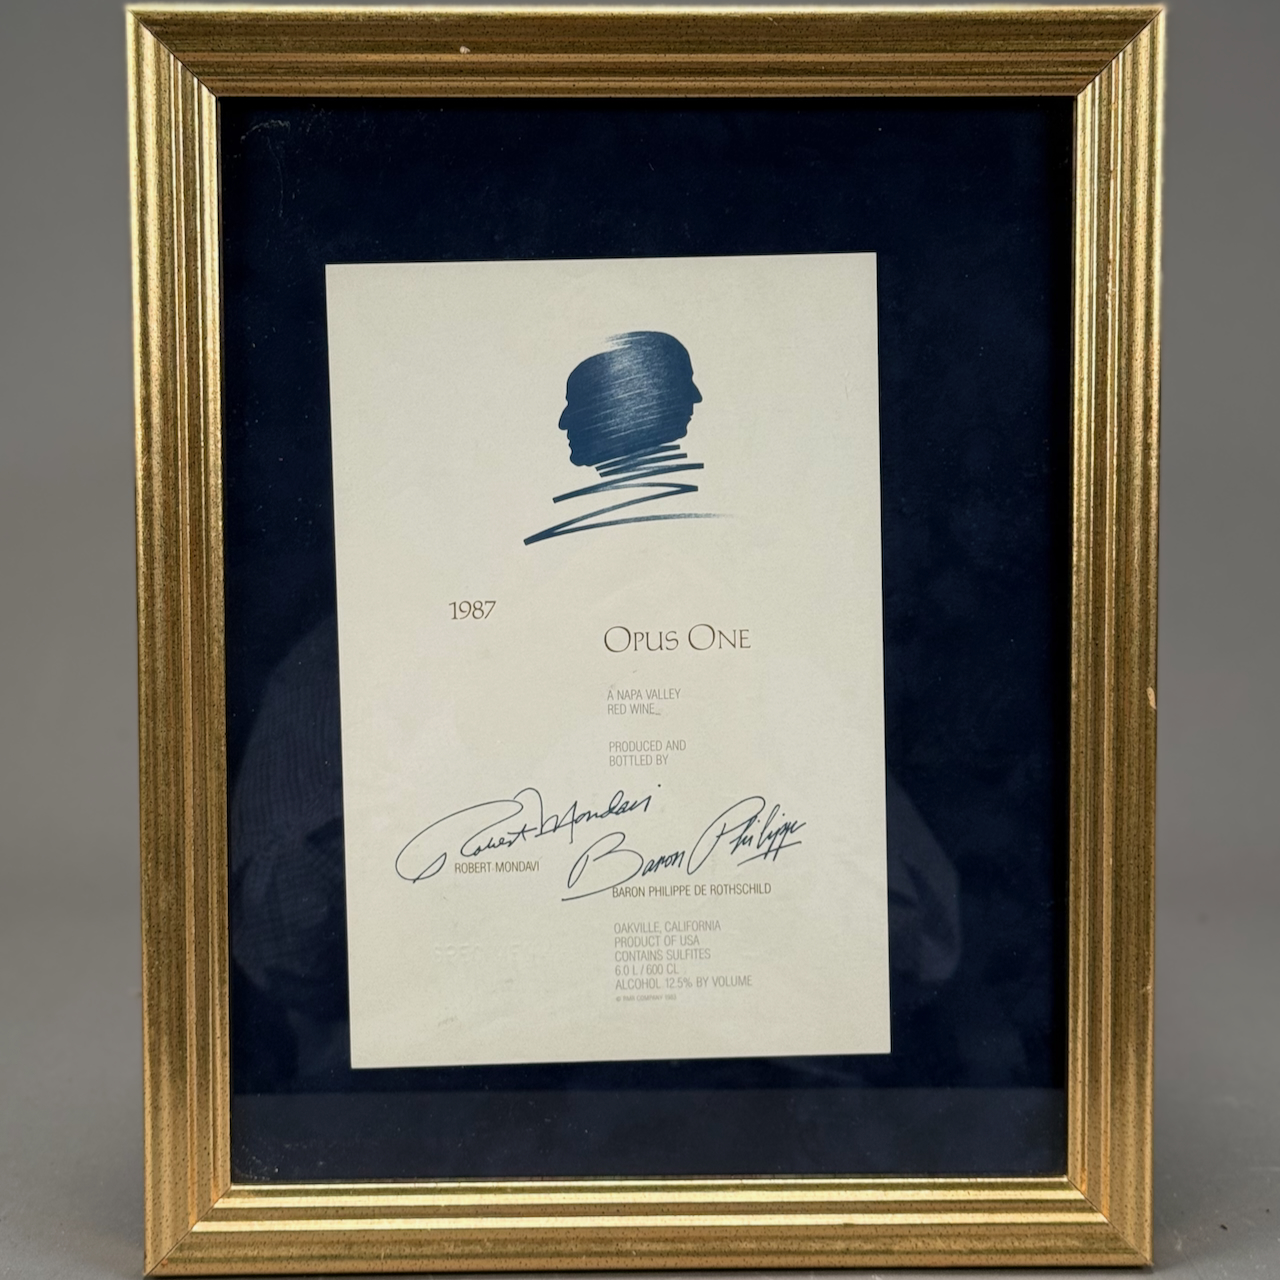 1987
OPUS ONE
A NAPA VALLEY
RED WINE
PRODUCED AND
BOTTLED BY
Robert Mondavi
ROBERT MONDAVI
Baron Philippe
BARON PHILIPPE DE ROTHSCHILD
OAKVILLE, CALIFORNIA
PRODUCT OF USA
CONTAINS SULFITES
6.0 L / 600 CL
ALCOHOL 12.5% BY VOLUME